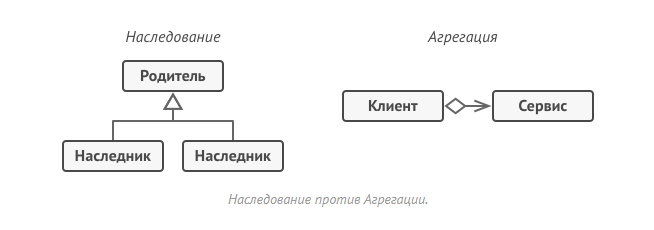 Наследование
Агрегация
Родитель
Клиент
Сервис
Наследник
Наследник
Наследование против Агрегации.